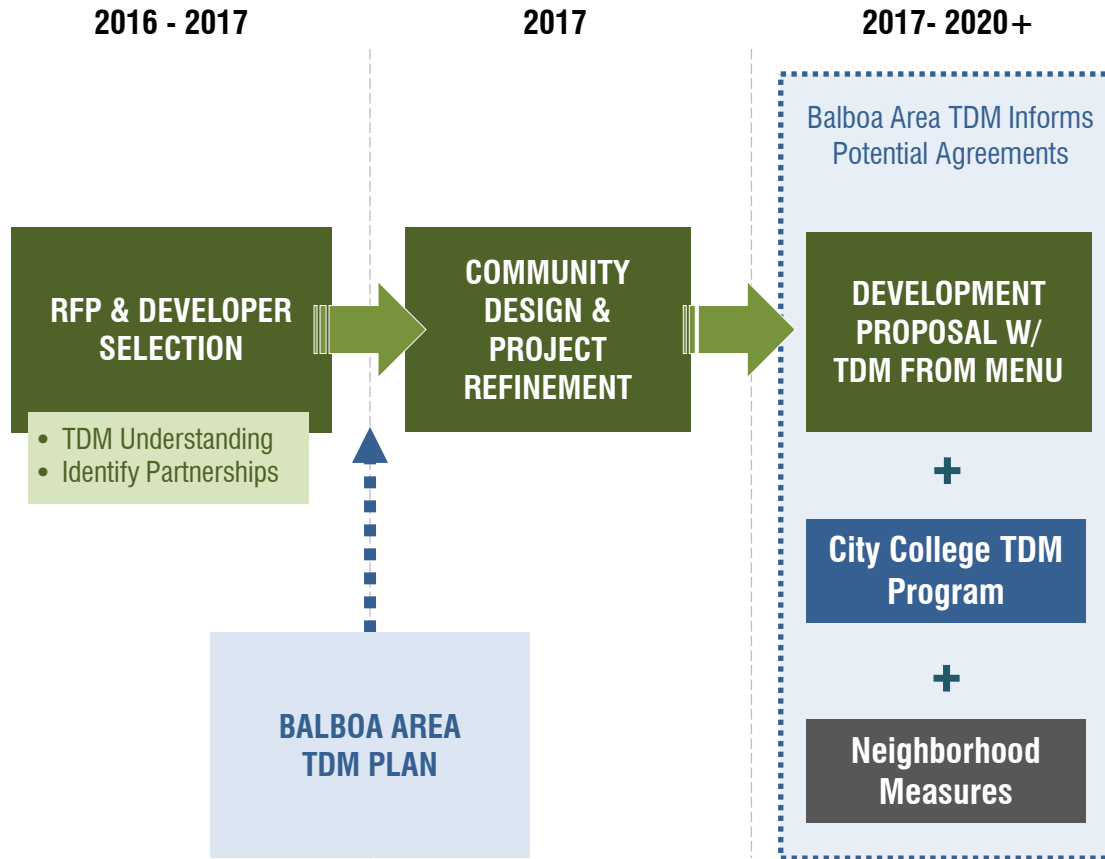 2016 - 2017
2017
2017- 2020+
Balboa Area TDM Informs
Potential Agreements
RFP & DEVELOPER
SELECTION
• TDM Understanding
• Identify Partnerships
COMMUNITY
DESIGN &
PROJECT
REFINEMENT
DEVELOPMENT
PROPOSAL W/
TDM FROM MENU
+
City College TDM
Program
+
Neighborhood
Measures
BALBOA AREA
TDM PLAN